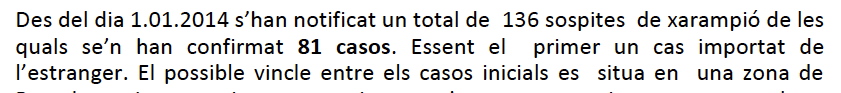 Des del dia 1.01.2014 s’han notificat un total de 136 sospites de xarampió de les
quals se’n han confirmat 81 casos. Essent el primer un cas importat de
l’estranger. El possible vincle entre els casos inicials es situa en una zona de